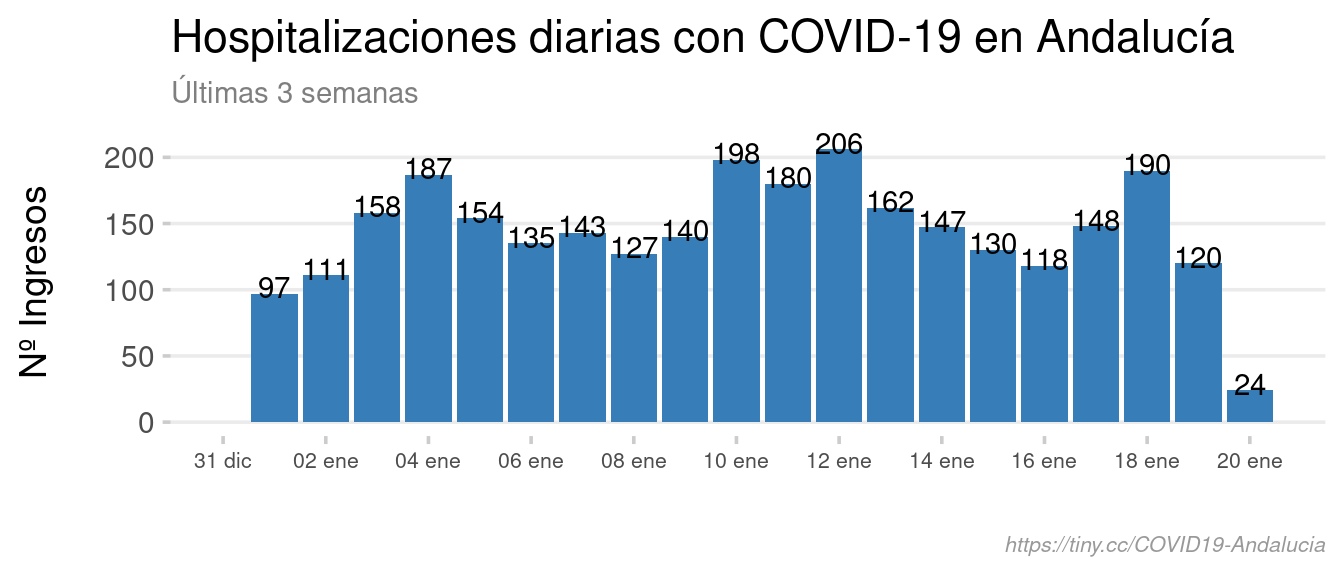 Hospitalizaciones diarias con COVID-19 en Andalucía
Últimas 3 semanas
Nº Ingresos
200
150
100
50
0
97
111
158
187
154
135
143
127
140
198
180
206
162
147
130
118
148
190
120
24
31 dic
02 ene
04 ene
06 ene
08 ene
10 ene
12 ene
14 ene
16 ene
18 ene
20 ene
https://tiny.cc/COVID19-Andalucia